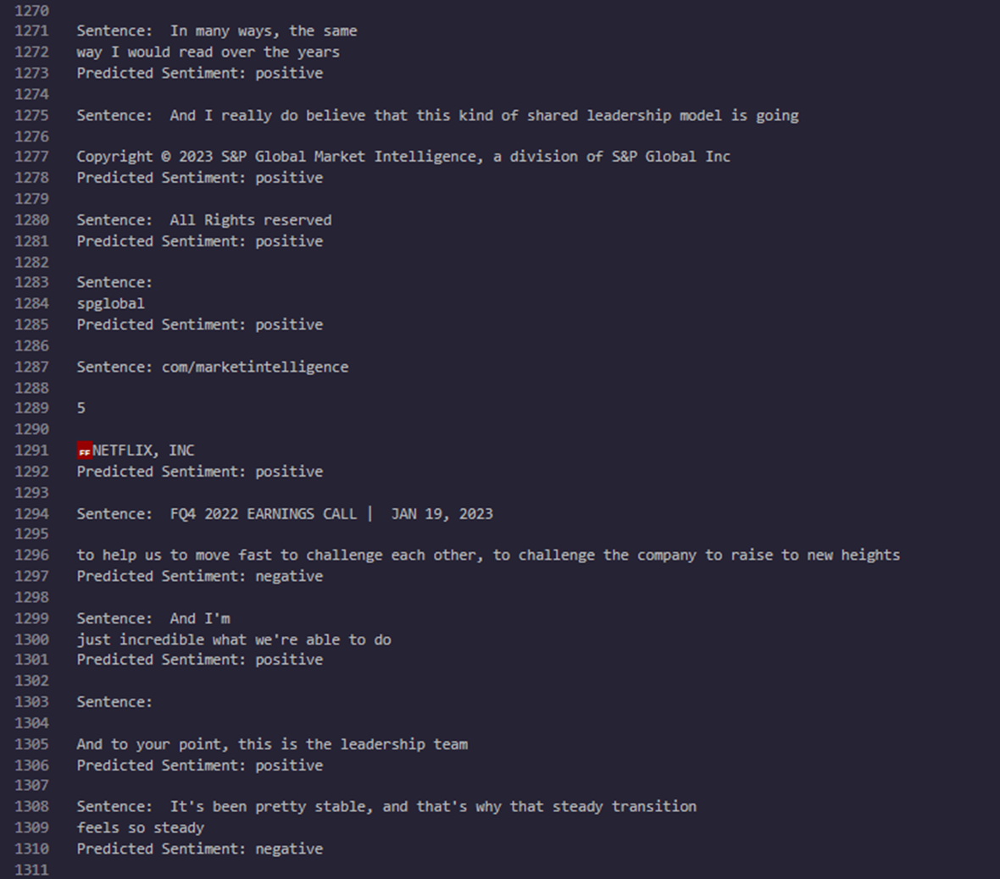 1270
1271 Sentence:  In many ways, the same
1272 way I would read over the years
1273 Predicted Sentiment: positive
1274
1275 Sentence:  And I really do believe that this kind of shared leadership model is going
1276
1277 Copyright © 2023 S&P Global Market Intelligence, a division of S&P Global Inc
1278 Predicted Sentiment: positive
1279
1280 Sentence:  All Rights reserved
1281 Predicted Sentiment: positive
1282
1283 Sentence:
1284 spglobal
1285 Predicted Sentiment: positive
1286
1287 Sentence: com/marketintelligence
1288
1289 5
1290
1291 FFNETFLIX, INC
1292 Predicted Sentiment: positive
1293
1294 Sentence:  FQ4 2022 EARNINGS CALL |  JAN 19, 2023
1295
1296 to help us to move fast to challenge each other, to challenge the company to raise to new heights
1297 Predicted Sentiment: negative
1298
1299 Sentence:  And I'm
1300 just incredible what we're able to do
1301 Predicted Sentiment: positive
1302
1303 Sentence:
1304
1305 And to your point, this is the leadership team
1306 Predicted Sentiment: positive
1307
1308 Sentence:  It's been pretty stable, and that's why that steady transition
1309 feels so steady
1310 Predicted Sentiment: negative
1311